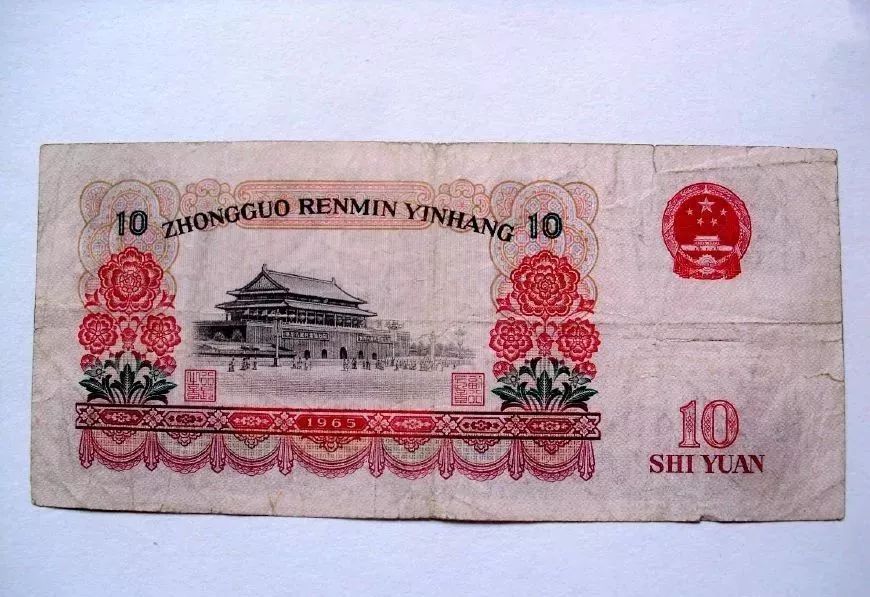 10 ZHONGGUO RENMIN YINHANG 10
1965
10
SHI YUAN